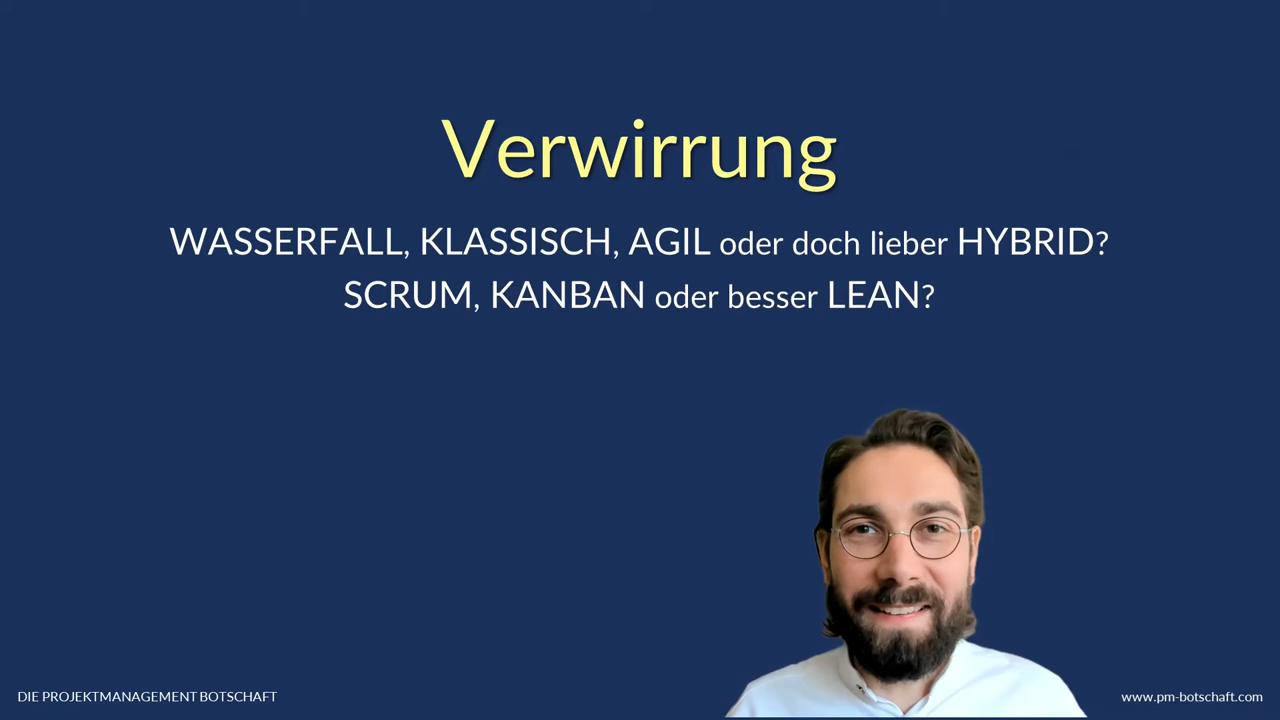 Verwirrung
WASSERFALL, KLASSISCH, AGIL oder doch lieber HYBRID?
SCRUM, KANBAN oder besser LEAN?
DIE PROJEKTMANAGEMENT BOTSCHAFT
www.pm-botschaft.com